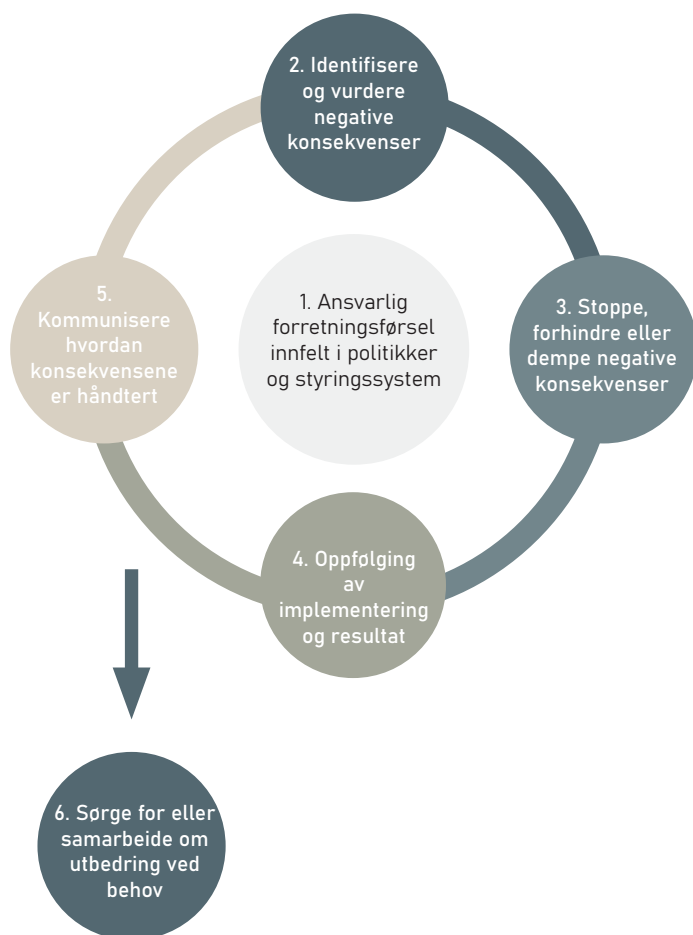 1. Ansvarlig
forretningsførsel
innfelt i politikker
og styringssystem
2. Identifisere
og vurdere
negative
konsekvenser
3. Stoppe,
forhindre eller
dempe negative
konsekvenser
4. Oppfølging
av
implementering
og resultat
5.
Kommunisere
hvordan
konsekvensene
er håndtert
6. Sørge for eller
samarbeide om
utbedring ved
behov